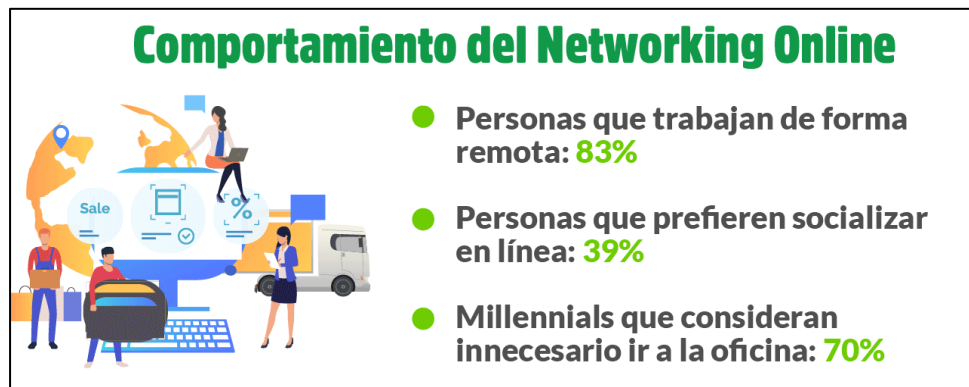 Comportamiento del Networking Online
Personas que trabajan de forma
remota: 83%
Personas que prefieren socializar
en línea: 39%
Millennials que consideran
innecesario ir a la oficina: 70%
Sale
%